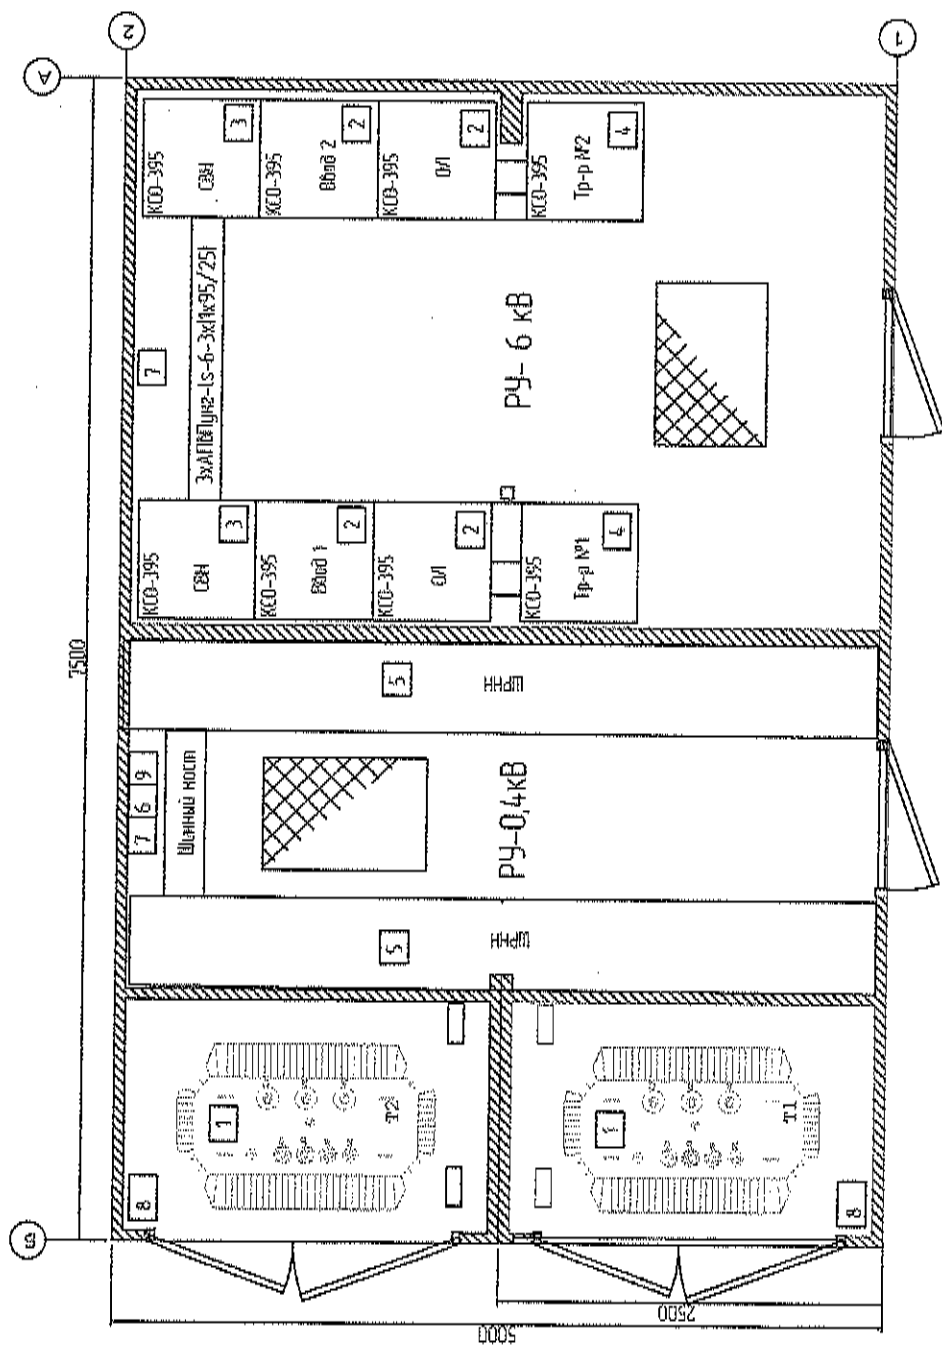 А
2
1
Б
7500
5000
2500
КСО-395
СВН
3
КСО-395
Ввод 2
2
КСО-395
ОЛ
2
КСО-395
Тр-р №2
4
7
РУ- 6 кВ
КСО-395
СВН
3
КСО-395
Ввод 1
2
КСО-395
ОЛ
2
КСО-395
Тр-р №1
4
5
ШРНН
7 6 9
Шинный мост
РУ-0,4кВ
5
ШРНН
8
1
Т2
1
Т1
8